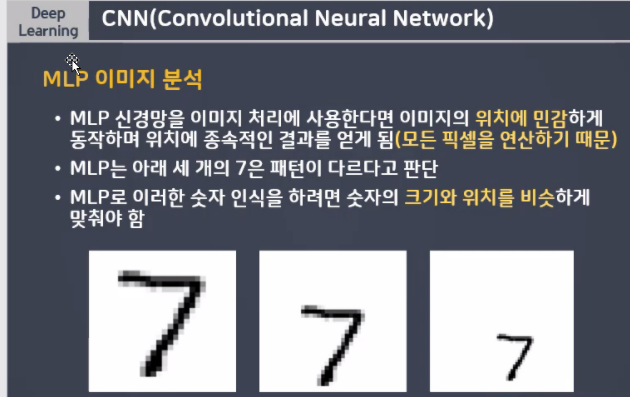 Deep
Learning
CNN(Convolutional Neural Network)
MLP 이미지 분석
• MLP 신경망을 이미지 처리에 사용한다면 이미지의 위치에 민감하게
동작하며 위치에 종속적인 결과를 얻게 됨(모든 픽셀을 연산하기 때문)
• MLP는 아래 세 개의 7은 패턴이 다르다고 판단
• MLP로 이러한 숫자 인식을 하려면 숫자의 크기와 위치를 비슷하게
맞춰야 함
7 7 7